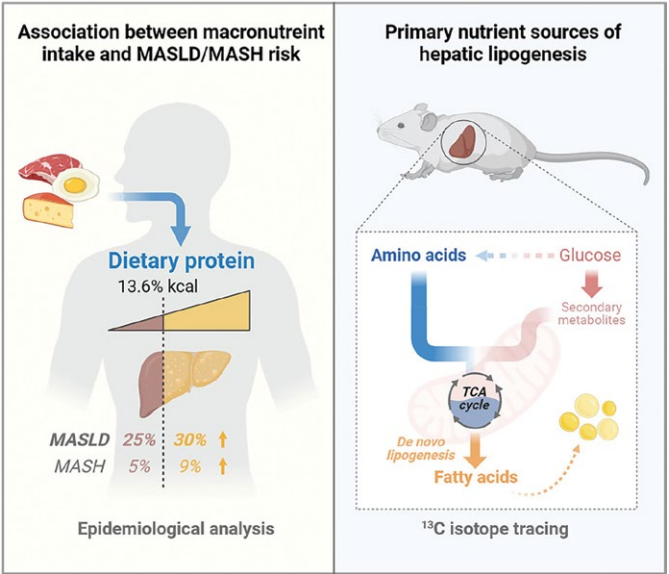 Association between macronutreint
intake and MASLD/MASH risk
Dietary protein
13.6% kcal
MASLD 25% 30%
MASH 5% 9%
Epidemiological analysis
Primary nutrient sources of
hepatic lipogenesis
Amino acids Glucose
Secondary
metabolites
TCA
cycle
De novo
lipogenesis
Fatty acids
¹³C isotope tracing